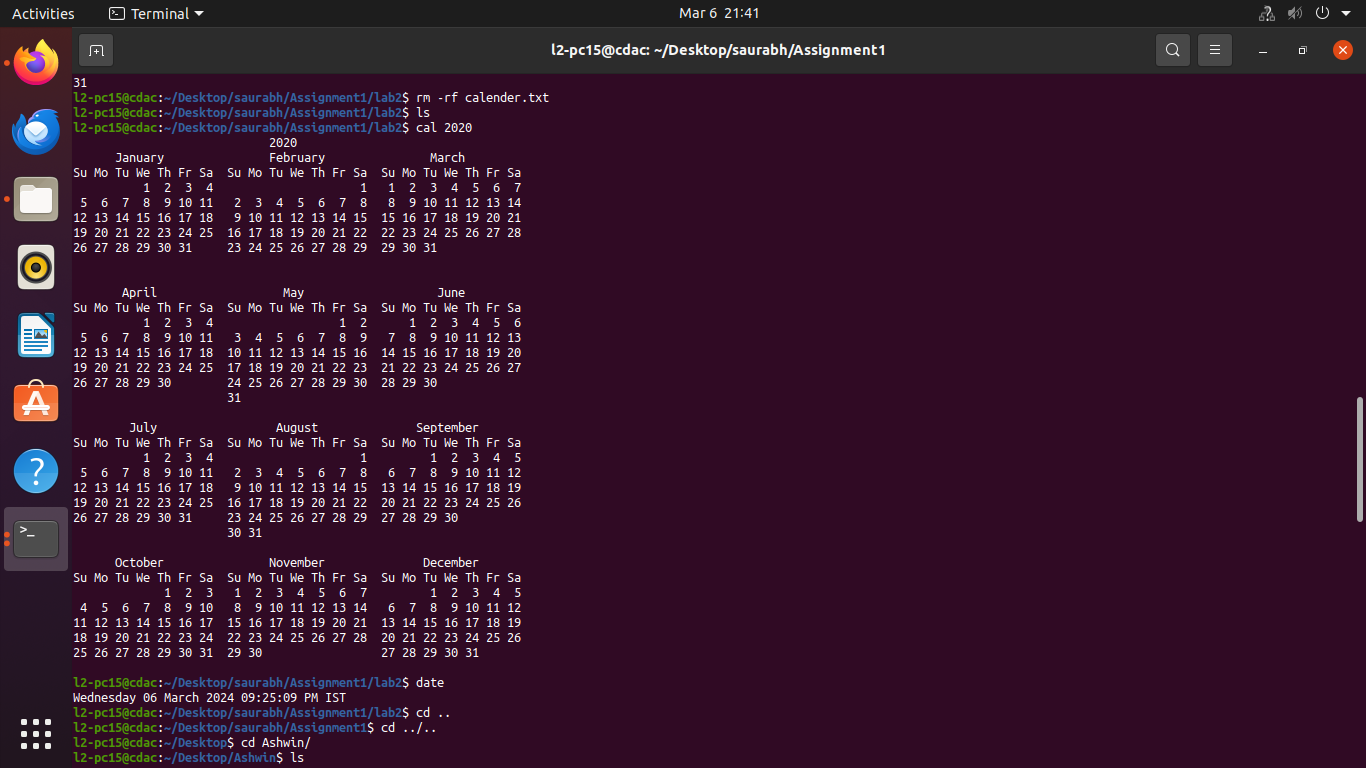 Activities Terminal Mar 6 21:41
l2-pc15@cdac: ~/Desktop/saurabh/Assignment1
31
l2-pc15@cdac:~/Desktop/saurabh/Assignment1/lab2$ rm -rf calender.txt
l2-pc15@cdac:~/Desktop/saurabh/Assignment1/lab2$ ls
l2-pc15@cdac:~/Desktop/saurabh/Assignment1/lab2$ cal 2020
                            2020
      January               February               March
Su Mo Tu We Th Fr Sa  Su Mo Tu We Th Fr Sa  Su Mo Tu We Th Fr Sa
          1  2  3  4                     1   1  2  3  4  5  6  7
 5  6  7  8  9 10 11   2  3  4  5  6  7  8   8  9 10 11 12 13 14
12 13 14 15 16 17 18   9 10 11 12 13 14 15  15 16 17 18 19 20 21
19 20 21 22 23 24 25  16 17 18 19 20 21 22  22 23 24 25 26 27 28
26 27 28 29 30 31     23 24 25 26 27 28 29  29 30 31
       April                  May                   June
Su Mo Tu We Th Fr Sa  Su Mo Tu We Th Fr Sa  Su Mo Tu We Th Fr Sa
          1  2  3  4                  1  2      1  2  3  4  5  6
 5  6  7  8  9 10 11   3  4  5  6  7  8  9   7  8  9 10 11 12 13
12 13 14 15 16 17 18  10 11 12 13 14 15 16  14 15 16 17 18 19 20
19 20 21 22 23 24 25  17 18 19 20 21 22 23  21 22 23 24 25 26 27
26 27 28 29 30        24 25 26 27 28 29 30  28 29 30
                      31
        July                 August              September
Su Mo Tu We Th Fr Sa  Su Mo Tu We Th Fr Sa  Su Mo Tu We Th Fr Sa
          1  2  3  4                     1         1  2  3  4  5
 5  6  7  8  9 10 11   2  3  4  5  6  7  8   6  7  8  9 10 11 12
12 13 14 15 16 17 18   9 10 11 12 13 14 15  13 14 15 16 17 18 19
19 20 21 22 23 24 25  16 17 18 19 20 21 22  20 21 22 23 24 25 26
26 27 28 29 30 31     23 24 25 26 27 28 29  27 28 29 30
                      30 31
      October               November              December
Su Mo Tu We Th Fr Sa  Su Mo Tu We Th Fr Sa  Su Mo Tu We Th Fr Sa
             1  2  3   1  2  3  4  5  6  7         1  2  3  4  5
 4  5  6  7  8  9 10   8  9 10 11 12 13 14   6  7  8  9 10 11 12
11 12 13 14 15 16 17  15 16 17 18 19 20 21  13 14 15 16 17 18 19
18 19 20 21 22 23 24  22 23 24 25 26 27 28  20 21 22 23 24 25 26
25 26 27 28 29 30 31  29 30                 27 28 29 30 31
l2-pc15@cdac:~/Desktop/saurabh/Assignment1/lab2$ date
Wednesday 06 March 2024 09:25:09 PM IST
l2-pc15@cdac:~/Desktop/saurabh/Assignment1/lab2$ cd ..
l2-pc15@cdac:~/Desktop/saurabh/Assignment1$ cd ../..
l2-pc15@cdac:~/Desktop$ cd Ashwin/
l2-pc15@cdac:~/Desktop/Ashwin$ ls